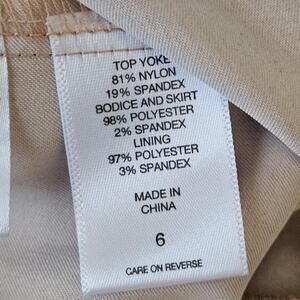 TOP YOKE
81% NYLON
19% SPANDEX
BODICE AND SKIRT
98% POLYESTER
2% SPANDEX
LINING
97% POLYESTER
3% SPANDEX
MADE IN
CHINA
6
CARE ON REVERSE